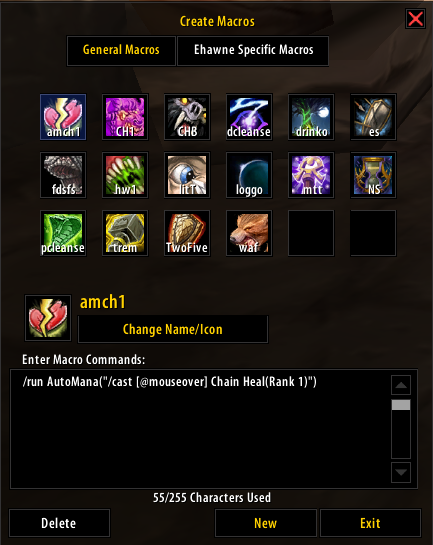 Create Macros
General Macros
Ehawne Specific Macros
amch1
CH1
CHB
dcleanse
drinko
es
fdsfs
hw1
lt1
loggo
mtt
NS
pcleanse
trem
TwoFive
waf
amch1
Change Name/Icon
Enter Macro Commands:
/run AutoMana("/cast [@mouseover] Chain Heal(Rank 1)")
55/255 Characters Used
Delete
New
Exit